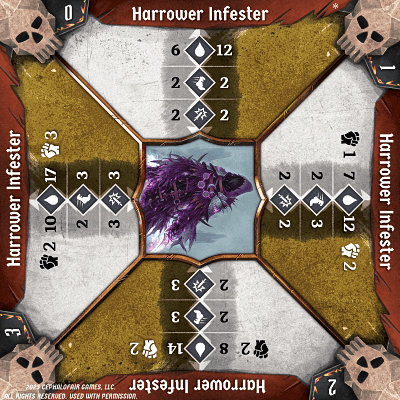 0
Harrower Infester
*
6 12
2 2
2 2
1
Harrower Infester
1 7 12 2
2 3
2 2
2
Harrower Infester
2 8 14 2
2 3
2 3
3
Harrower Infester
2 10 17 3
2 3
3 3
2023 CEPHALOFAIR GAMES, LLC.
ALL RIGHTS RESERVED. USED WITH PERMISSION.